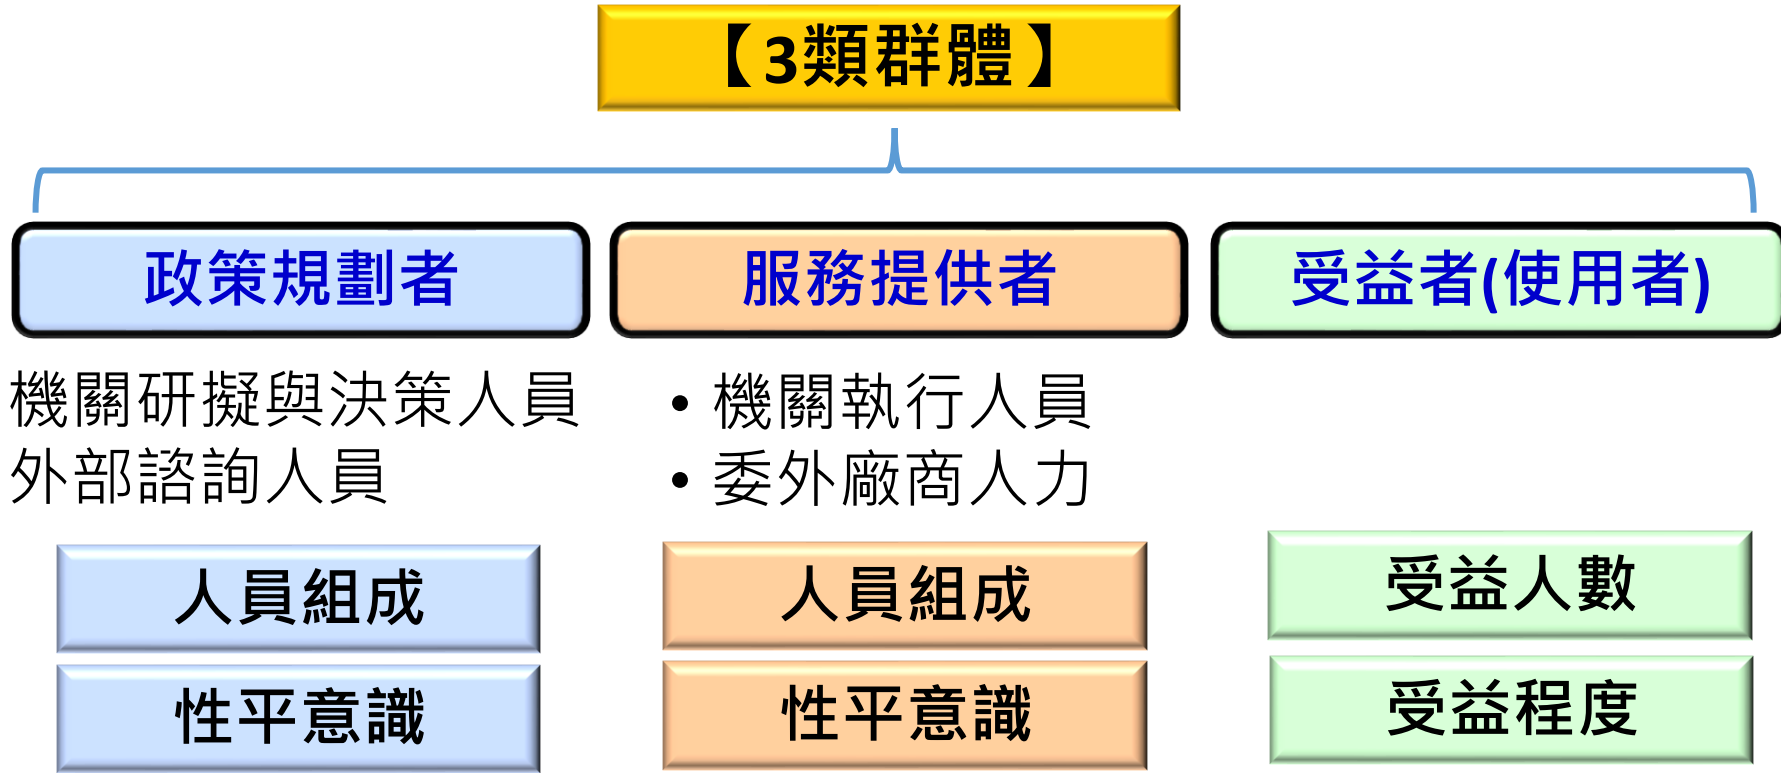 【3類群體】
政策規劃者
服務提供者
受益者(使用者)
機關研擬與決策人員
外部諮詢人員
• 機關執行人員
• 委外廠商人力
人員組成
性平意識
人員組成
性平意識
受益人數
受益程度